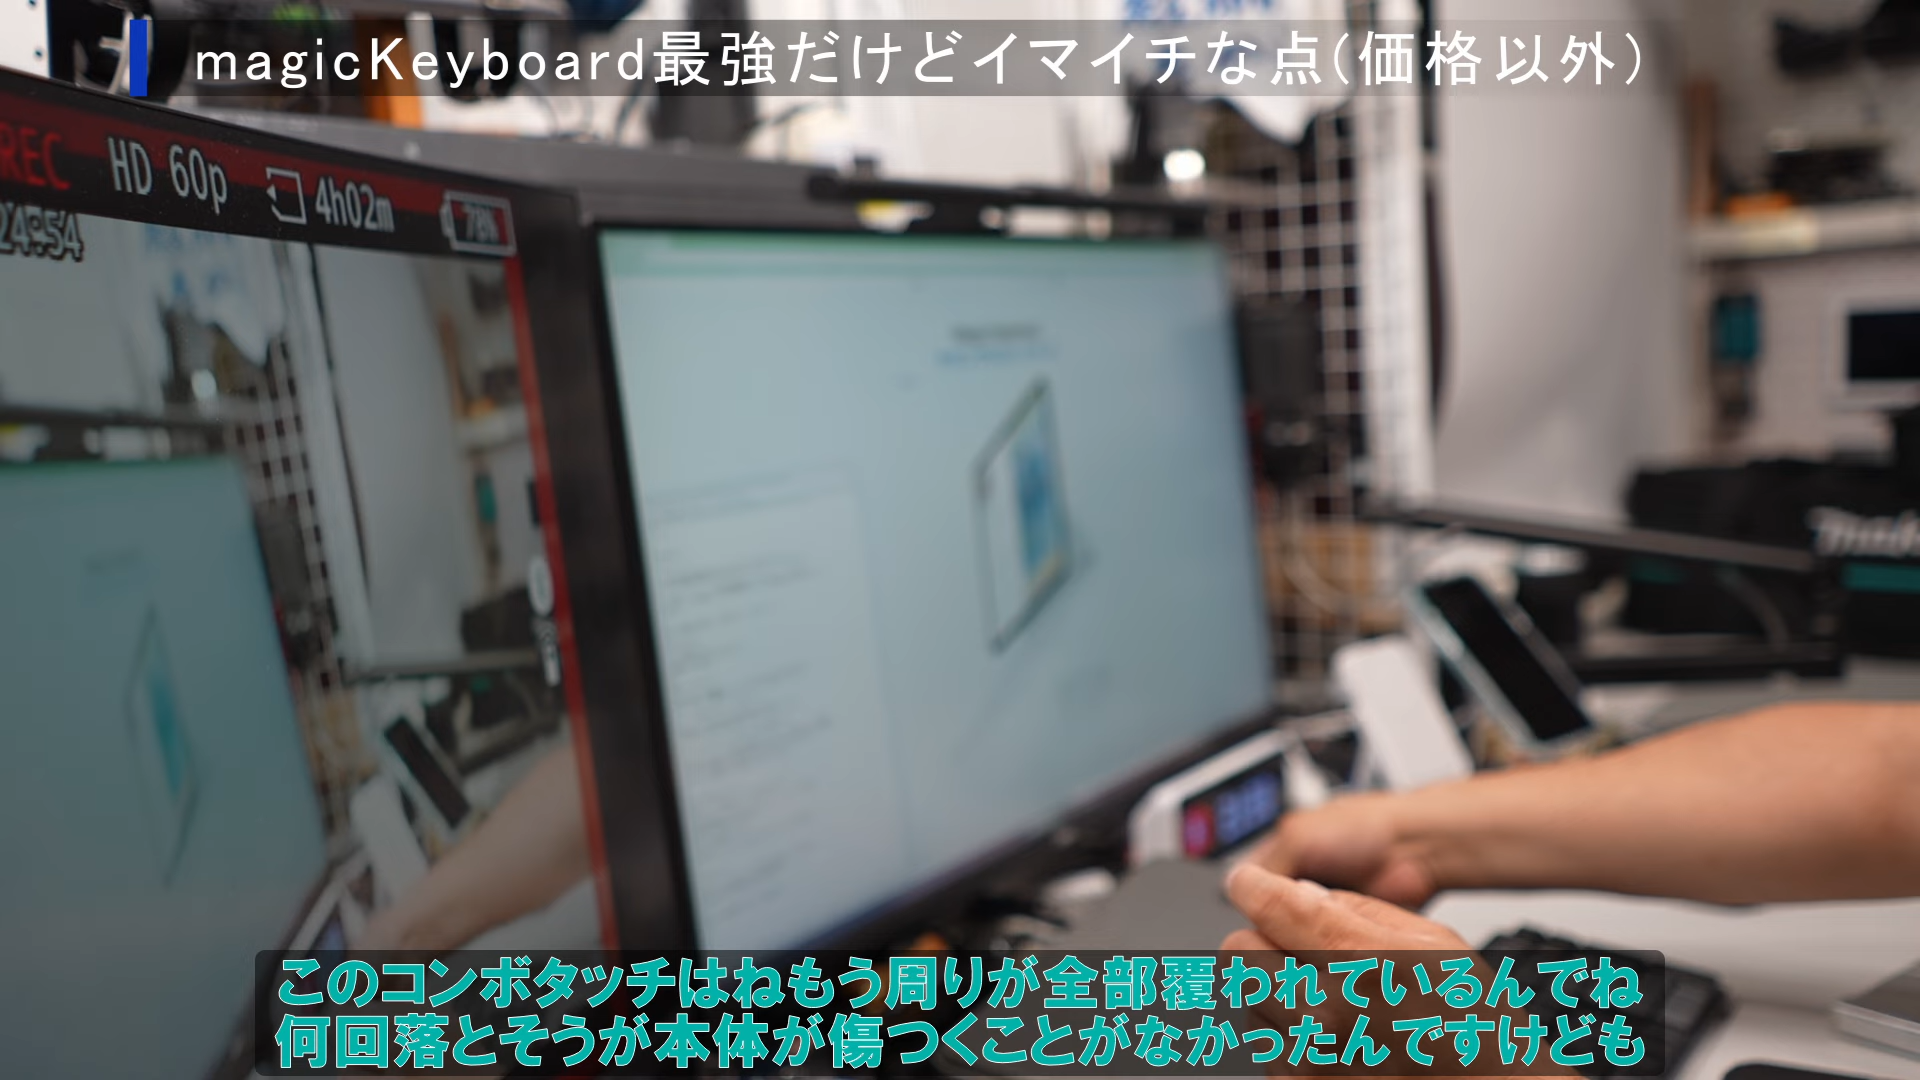 magicKeyboard最強だけどイマイチな点(価格以外)
REC HD 60p 4h02m 78%
24:54
このコンボタッチはねもう周りが全部覆われているんでね
何回落とそうが本体が傷つくことがなかったんですけども